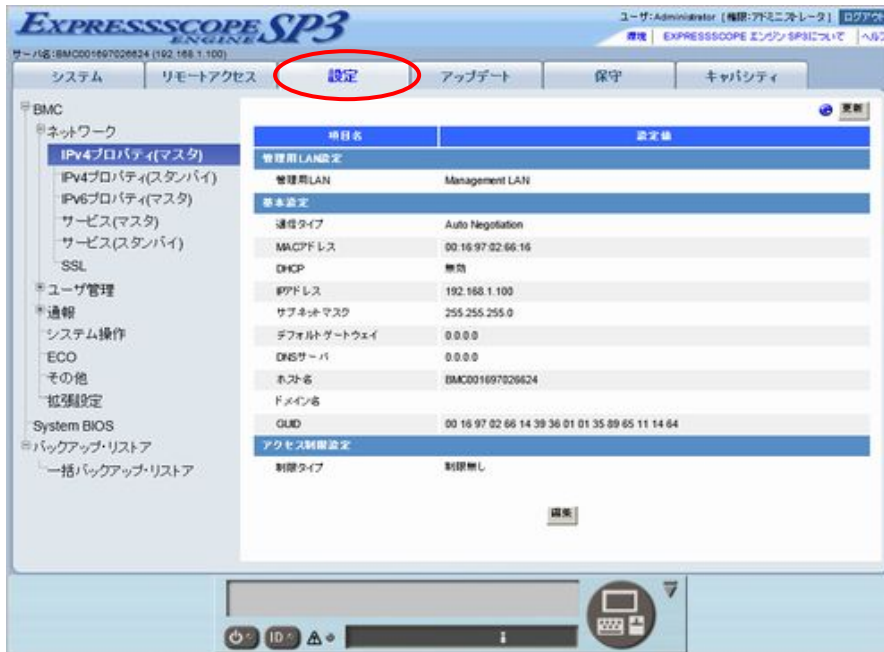 EXPRESSSCOPE
ENGINE SP3
ユーザ:Administrator [権限:アドミニストレータ] ログアウト
環境 | EXPRESSSCOPE エンジン SP3について | ヘルプ
サーバ名:BMC001697026624 (192.168.1.100)
システム リモートアクセス 設定 アップデート 保守 キャパシティ
BMC
ネットワーク
IPv4プロパティ(マスタ)
IPv4プロパティ(スタンバイ)
IPv6プロパティ(マスタ)
サービス(マスタ)
サービス(スタンバイ)
SSL
ユーザ管理
通報
システム操作
ECO
その他
拡張設定
System BIOS
バックアップ・リストア
一括バックアップ・リストア
更新
項目名 設定値
管理用LAN設定
管理用LAN Management LAN
基本設定
通信タイプ Auto Negotiation
MACアドレス 00:16:97:02:66:16
DHCP 無効
IPアドレス 192.168.1.100
サブネットマスク 255.255.255.0
デフォルトゲートウェイ 0.0.0.0
DNSサーバ 0.0.0.0
ホスト名 BMC001697026624
ドメイン名
GUID 00 16 97 02 66 14 39 36 01 01 35 89 65 11 14 64
アクセス制限設定
制限タイプ 制限無し
編集
ID